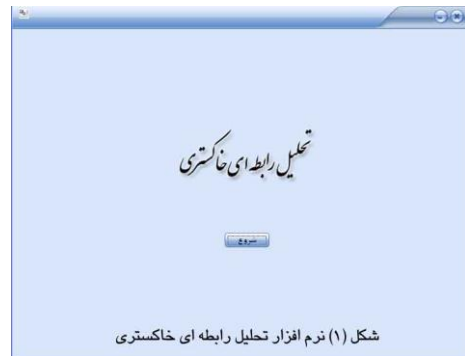 تحلیل رابطه ای خاکستری
شروع
شکل (۱) نرم افزار تحلیل رابطه ای خاکستری